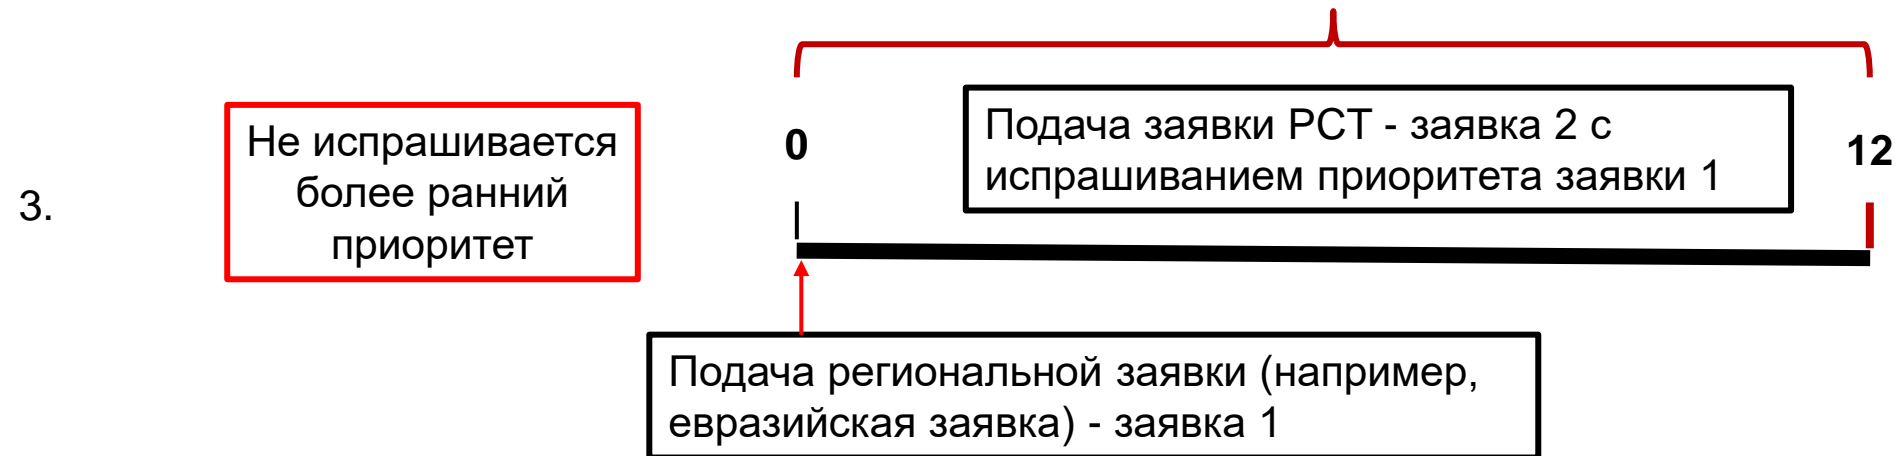 3.
Не испрашивается
более ранний
приоритет
0
Подача заявки РСТ - заявка 2 с
испрашиванием приоритета заявки 1
12
Подача региональной заявки (например,
евразийская заявка) - заявка 1